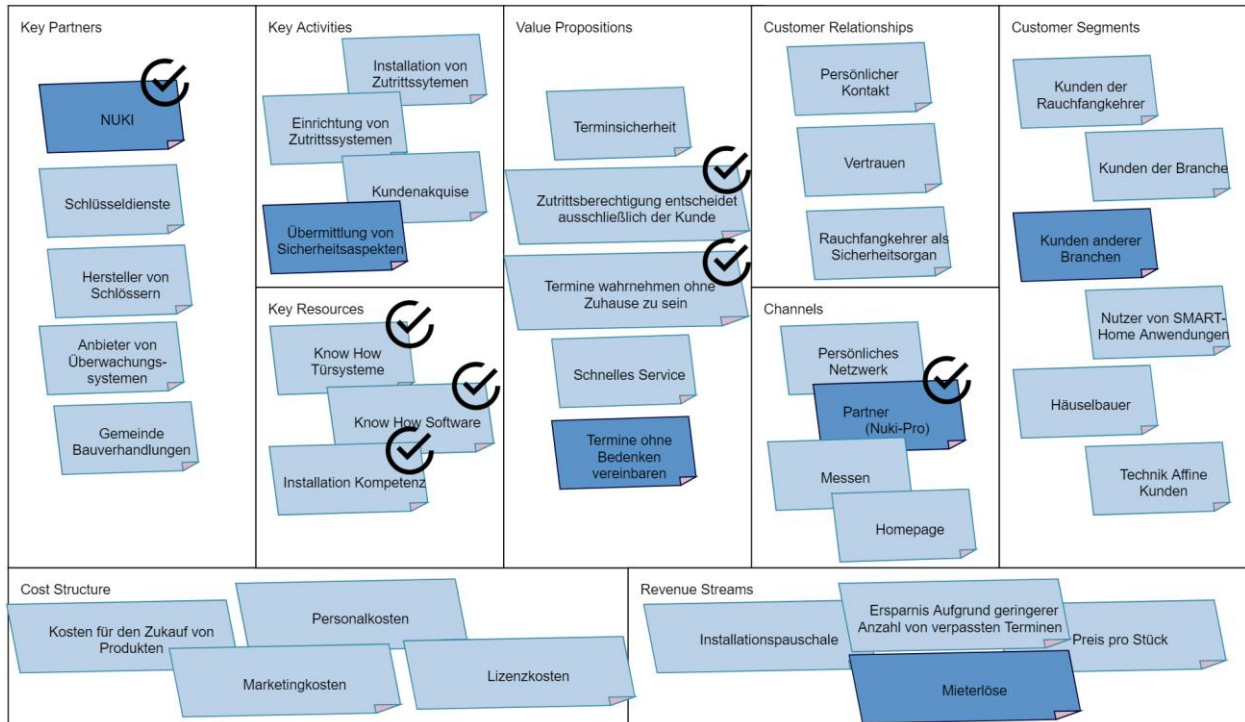 Key Partners
NUKI
Schlüsseldienste
Hersteller von
Schlössern
Anbieter von
Überwachungs-
systemen
Gemeinde
Bauverhandlungen
Key Activities
Installation von
Zutrittssytemen
Einrichtung von
Zutrittssystemen
Kundenakquise
Übermittlung von
Sicherheitsaspekten
Key Resources
Know How
Türsysteme
Know How Software
Installation Kompetenz
Value Propositions
Terminsicherheit
Zutrittsberechtigung entscheidet
ausschließlich der Kunde
Termine wahrnehmen ohne
Zuhause zu sein
Schnelles Service
Termine ohne
Bedenken
vereinbaren
Customer Relationships
Persönlicher
Kontakt
Vertrauen
Rauchfangkehrer als
Sicherheitsorgan
Channels
Persönliches
Netzwerk
Partner
(Nuki-Pro)
Messen
Homepage
Customer Segments
Kunden der
Rauchfangkehrer
Kunden der Branche
Kunden anderer
Branchen
Nutzer von SMART-
Home Anwendungen
Häuselbauer
Technik Affine
Kunden
Cost Structure
Kosten für den Zukauf von
Produkten
Personalkosten
Marketingkosten
Lizenzkosten
Revenue Streams
Installationspauschale
Ersparnis Aufgrund geringerer
Anzahl von verpassten Terminen
Preis pro Stück
Mieterlöse